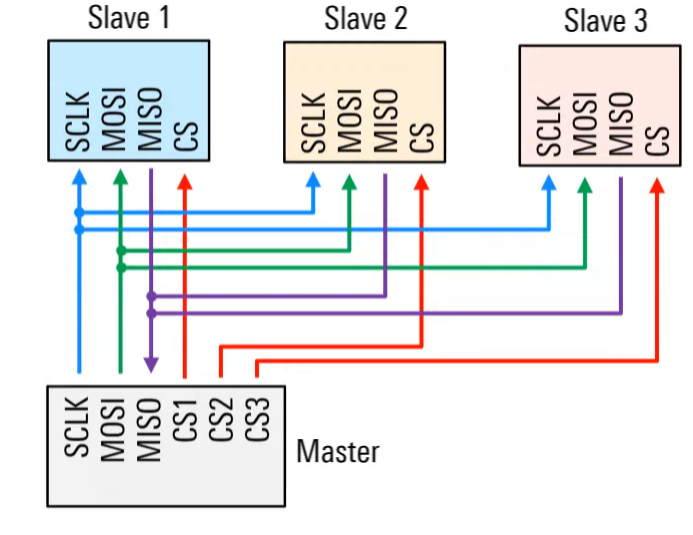 Slave 1
Slave 2
Slave 3
SCLK
MOSI
MISO
CS
SCLK
MOSI
MISO
CS
SCLK
MOSI
MISO
CS
SCLK
MOSI
MISO
CS1
CS2
CS3
Master